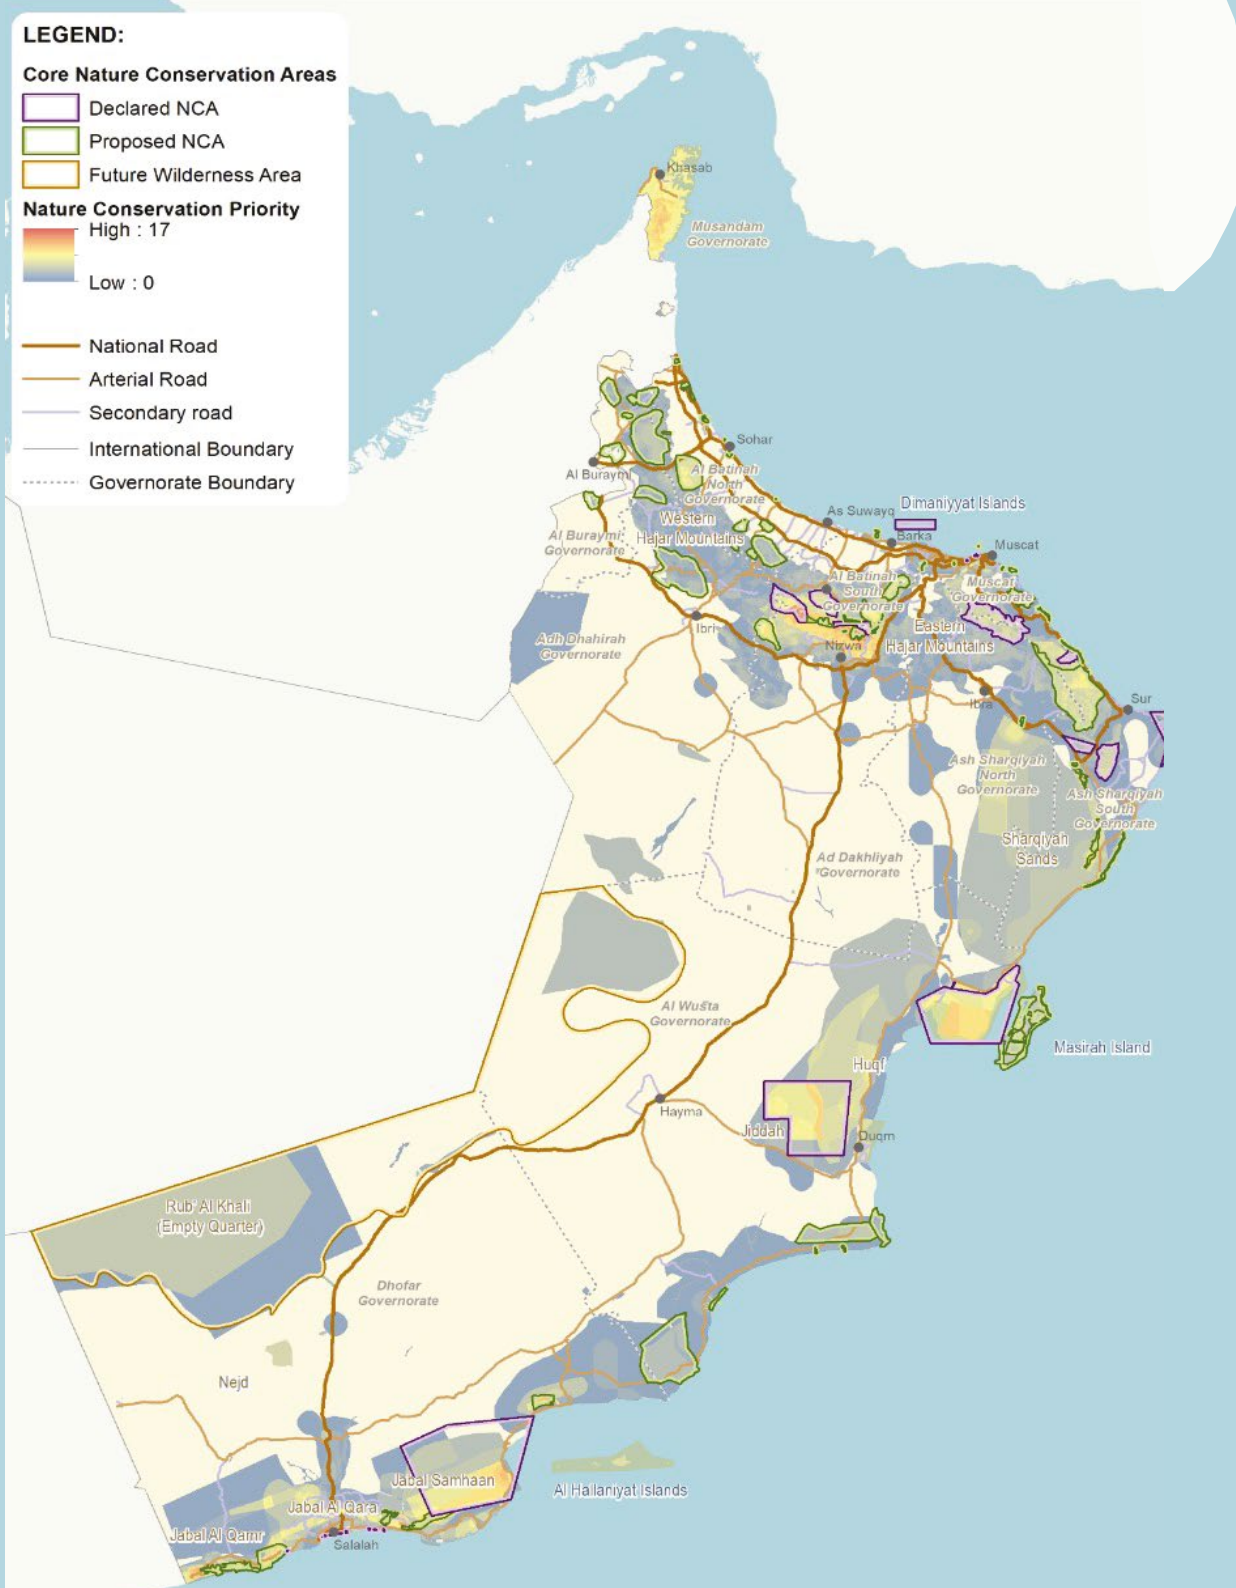 LEGEND:
Core Nature Conservation Areas
Declared NCA
Proposed NCA
Future Wilderness Area
Nature Conservation Priority
High : 17
Low : 0
National Road
Arterial Road
Secondary road
International Boundary
Governorate Boundary
Khasab
Musandam
Governorate
Sohar
Al Buraymi
Al Batinah
North
Governorate
Dimaniyyat Islands
As Suwayq
Western
Hajar Mountains
Barka
Muscat
Al Buraymi
Governorate
Al Batinah
South
Governorate
Muscat
Governorate
Ibri
Eastern
Hajar Mountains
Adh Dhahirah
Governorate
Nizwa
Ibra
Sur
Ash Sharqiyah
North
Governorate
Ash Sharqiyah
South
Governorate
Sharqiyah
Sands
Ad Dakhliyah
Governorate
Al Wusta
Governorate
Masirah Island
Huqf
Hayma
Jiddah
Duqm
Rub' Al Khali
(Empty Quarter)
Dhofar
Governorate
Nejd
Jabal Samhaan
Al Hallaniyat Islands
Jabal Al Qara
Jabal Al Qamr
Salalah